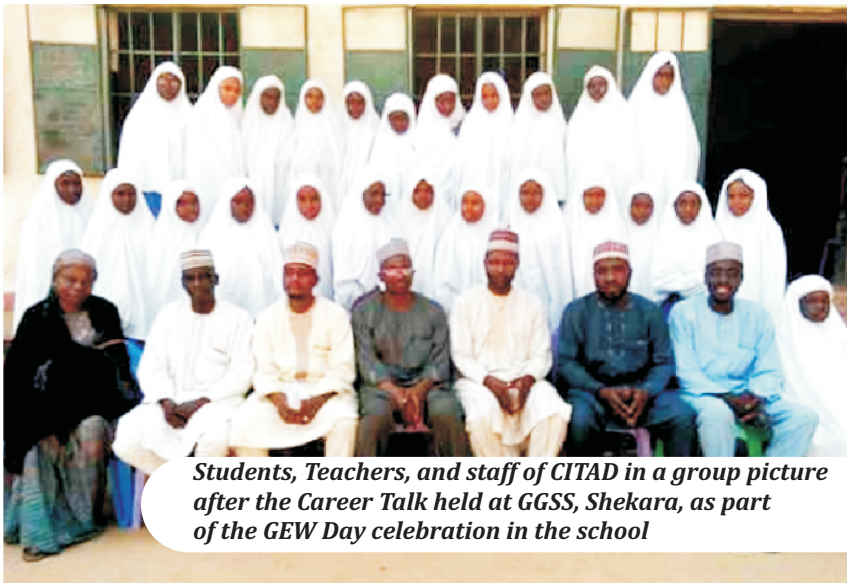 Students, Teachers, and staff of CITAD in a group picture
after the Career Talk held at GGSS, Shekara, as part
of the GEW Day celebration in the school